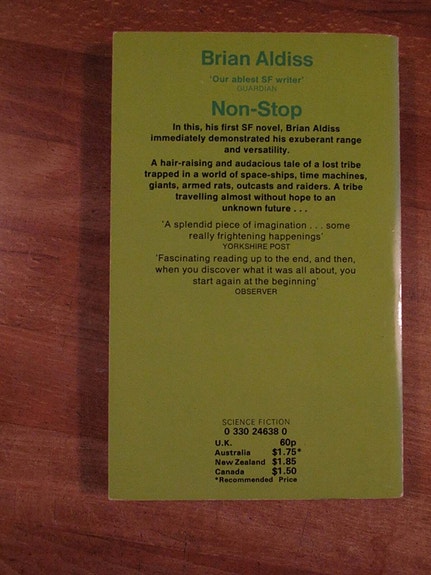 Brian Aldiss
'Our ablest SF writer'
GUARDIAN
Non-Stop
In this, his first SF novel, Brian Aldiss
immediately demonstrated his exuberant range
and versatility.
A hair-raising and audacious tale of a lost tribe
trapped in a world of space-ships, time machines,
giants, armed rats, outcasts and raiders. A tribe
travelling almost without hope to an
unknown future . . .
'A splendid piece of imagination . . . some
really frightening happenings'
YORKSHIRE POST
'Fascinating reading up to the end, and then,
when you discover what it was all about, you
start again at the beginning'
OBSERVER
SCIENCE FICTION
0 330 24638 0
U.K. 60p
Australia $1.75*
New Zealand $1.85
Canada $1.50
*Recommended Price